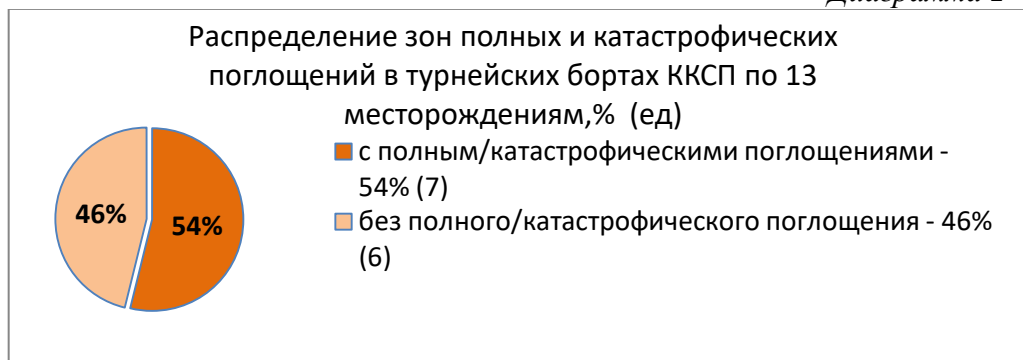 Распределение зон полных и катастрофических
поглощений в турнейских бортах ККСП по 13
месторождениям,% (ед)
с полным/катастрофическими поглощениями -
54% (7)
без полного/катастрофического поглощения - 46%
(6)
46%
54%